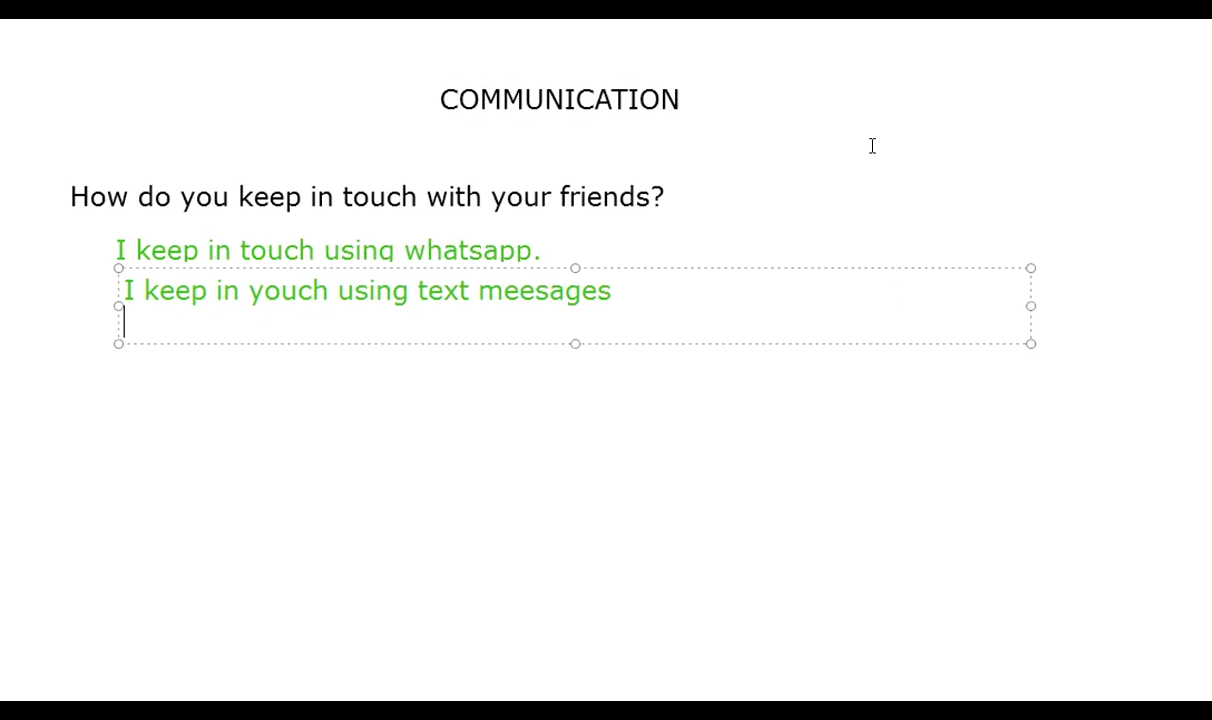 COMMUNICATION
How do you keep in touch with your friends?
I keep in touch using whatsapp.
I keep in youch using text meesages